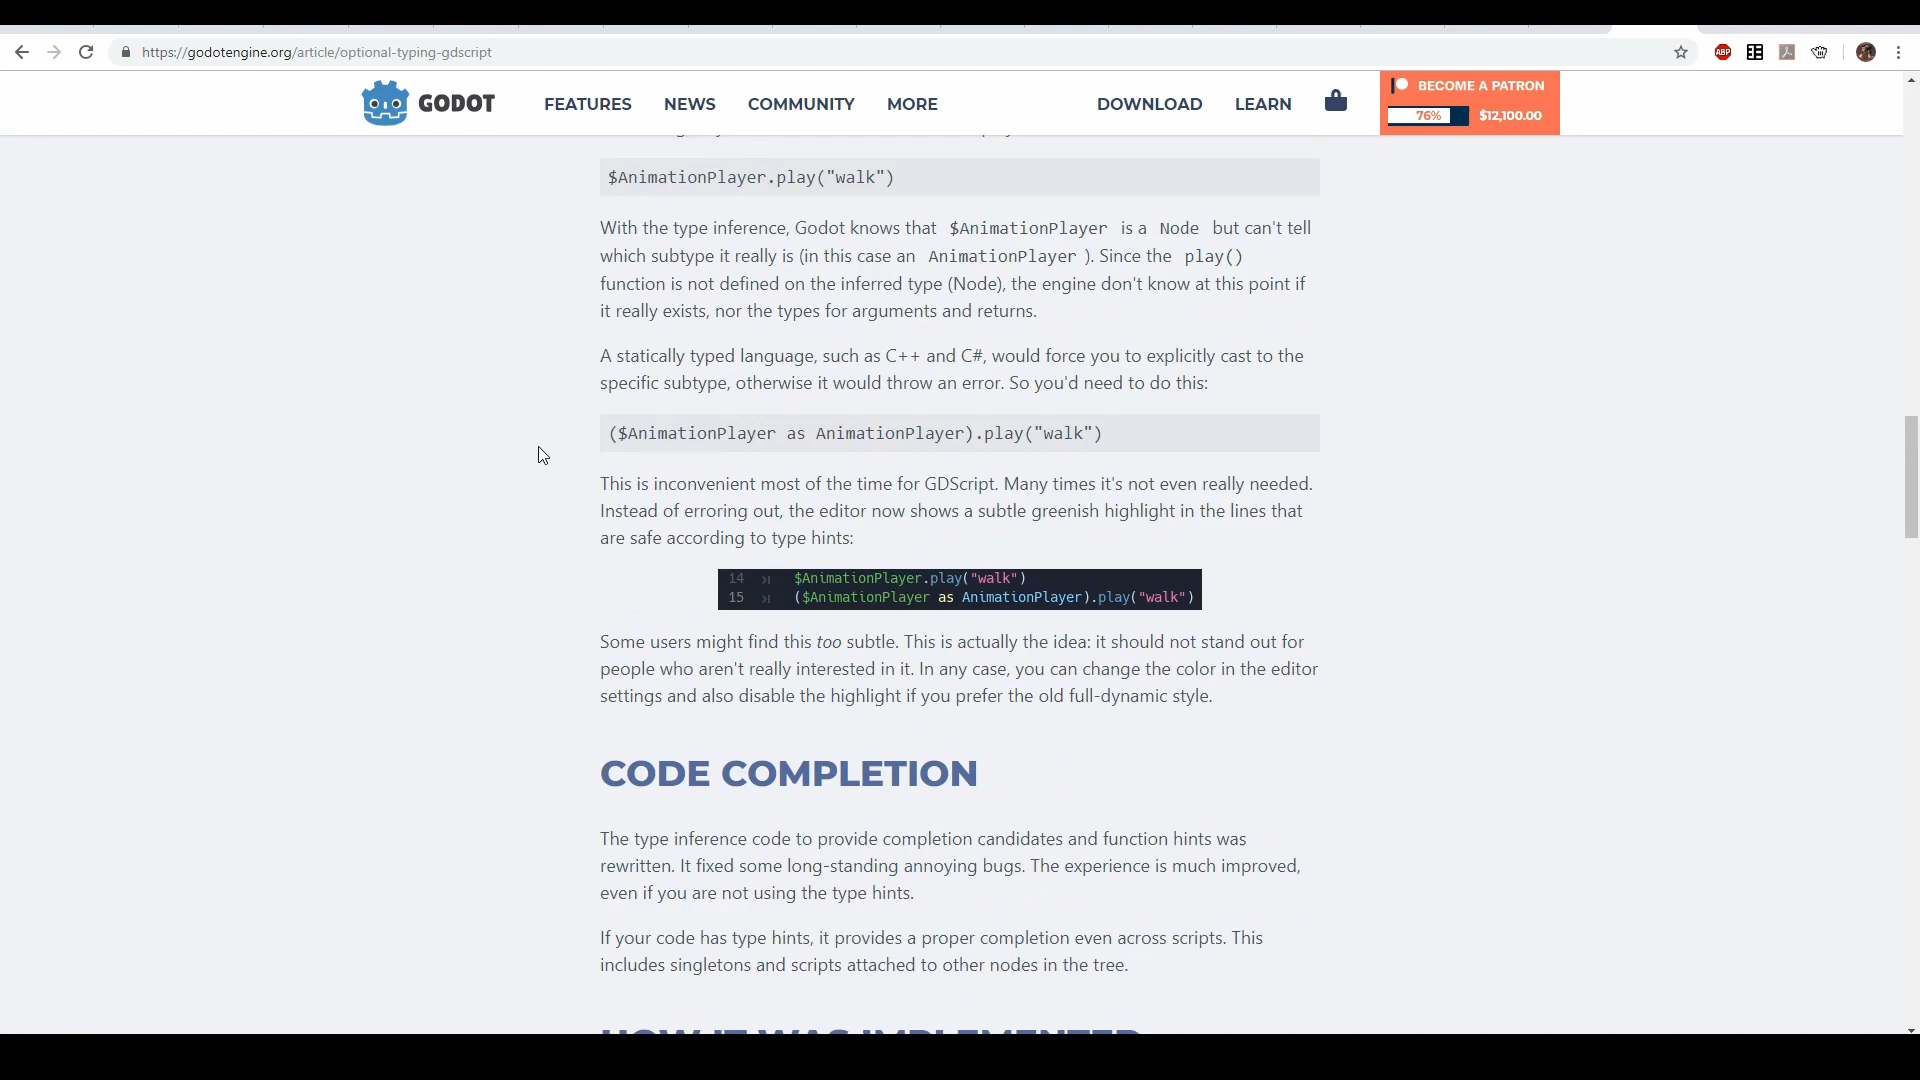 https://godotengine.org/article/optional-typing-gdscript
ABP
GODOT
FEATURES
NEWS
COMMUNITY
MORE
DOWNLOAD
LEARN
BECOME A PATRON
76%
$12,100.00
$AnimationPlayer.play("walk")
With the type inference, Godot knows that $AnimationPlayer is a Node but can't tell
which subtype it really is (in this case an AnimationPlayer ). Since the play()
function is not defined on the inferred type (Node), the engine don't know at this point if
it really exists, nor the types for arguments and returns.
A statically typed language, such as C++ and C#, would force you to explicitly cast to the
specific subtype, otherwise it would throw an error. So you'd need to do this:
($AnimationPlayer as AnimationPlayer).play("walk")
This is inconvenient most of the time for GDScript. Many times it's not even really needed.
Instead of erroring out, the editor now shows a subtle greenish highlight in the lines that
are safe according to type hints:
14 $AnimationPlayer.play("walk")
15 ($AnimationPlayer as AnimationPlayer).play("walk")
Some users might find this too subtle. This is actually the idea: it should not stand out for
people who aren't really interested in it. In any case, you can change the color in the editor
settings and also disable the highlight if you prefer the old full-dynamic style.
CODE COMPLETION
The type inference code to provide completion candidates and function hints was
rewritten. It fixed some long-standing annoying bugs. The experience is much improved,
even if you are not using the type hints.
If your code has type hints, it provides a proper completion even across scripts. This
includes singletons and scripts attached to other nodes in the tree.
HOW IT WAS IMPLEMENTED